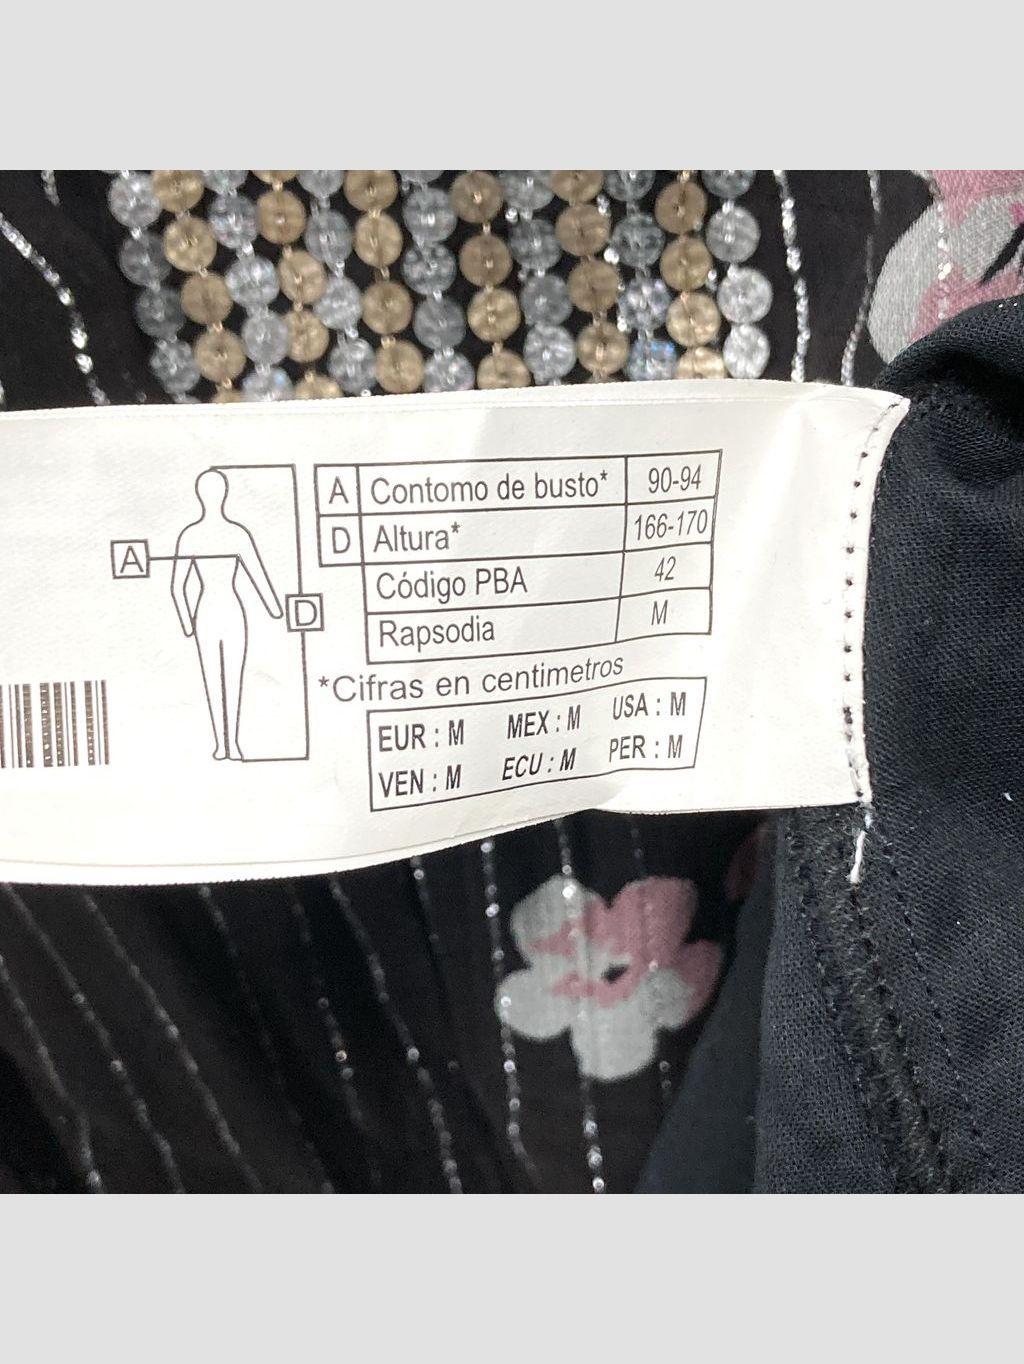 A Contomo de busto* 90-94
D Altura* 166-170
Código PBA 42
Rapsodia M
A
D
*Cifras en centimetros
EUR : M MEX : M USA : M
VEN : M ECU : M PER : M